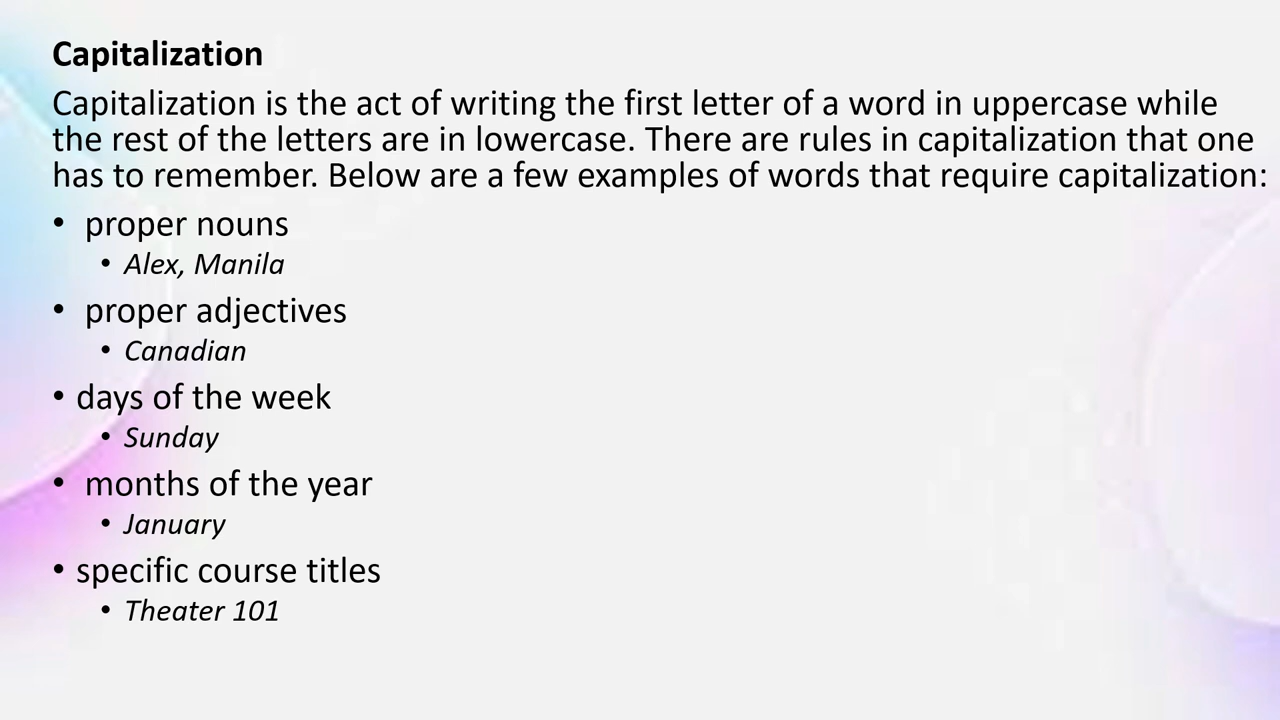 Capitalization
Capitalization is the act of writing the first letter of a word in uppercase while
the rest of the letters are in lowercase. There are rules in capitalization that one
has to remember. Below are a few examples of words that require capitalization:
• proper nouns
• Alex, Manila
• proper adjectives
• Canadian
• days of the week
• Sunday
• months of the year
• January
• specific course titles
• Theater 101